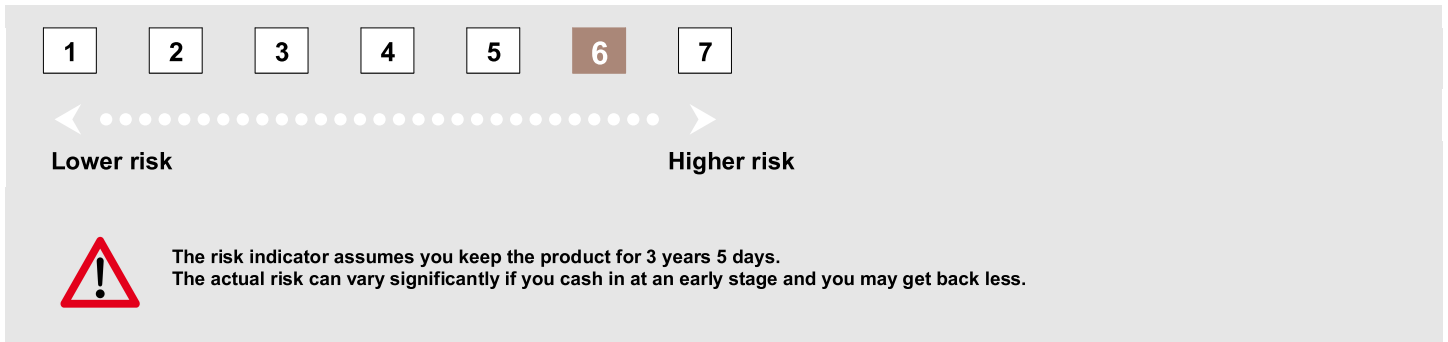 1 2 3 4 5 6 7
Lower risk Higher risk
The risk indicator assumes you keep the product for 3 years 5 days.
The actual risk can vary significantly if you cash in at an early stage and you may get back less.